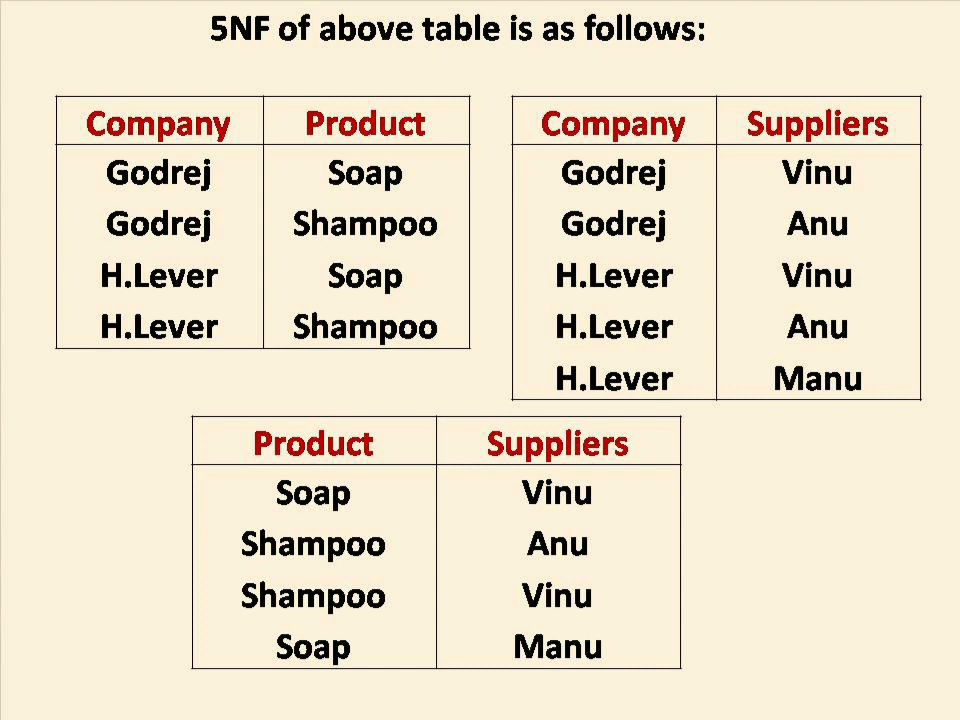 5NF of above table is as follows:
Company Product
Godrej Soap
Godrej Shampoo
H.Lever Soap
H.Lever Shampoo
Company Suppliers
Godrej Vinu
Godrej Anu
H.Lever Vinu
H.Lever Anu
H.Lever Manu
Product Suppliers
Soap Vinu
Shampoo Anu
Shampoo Vinu
Soap Manu